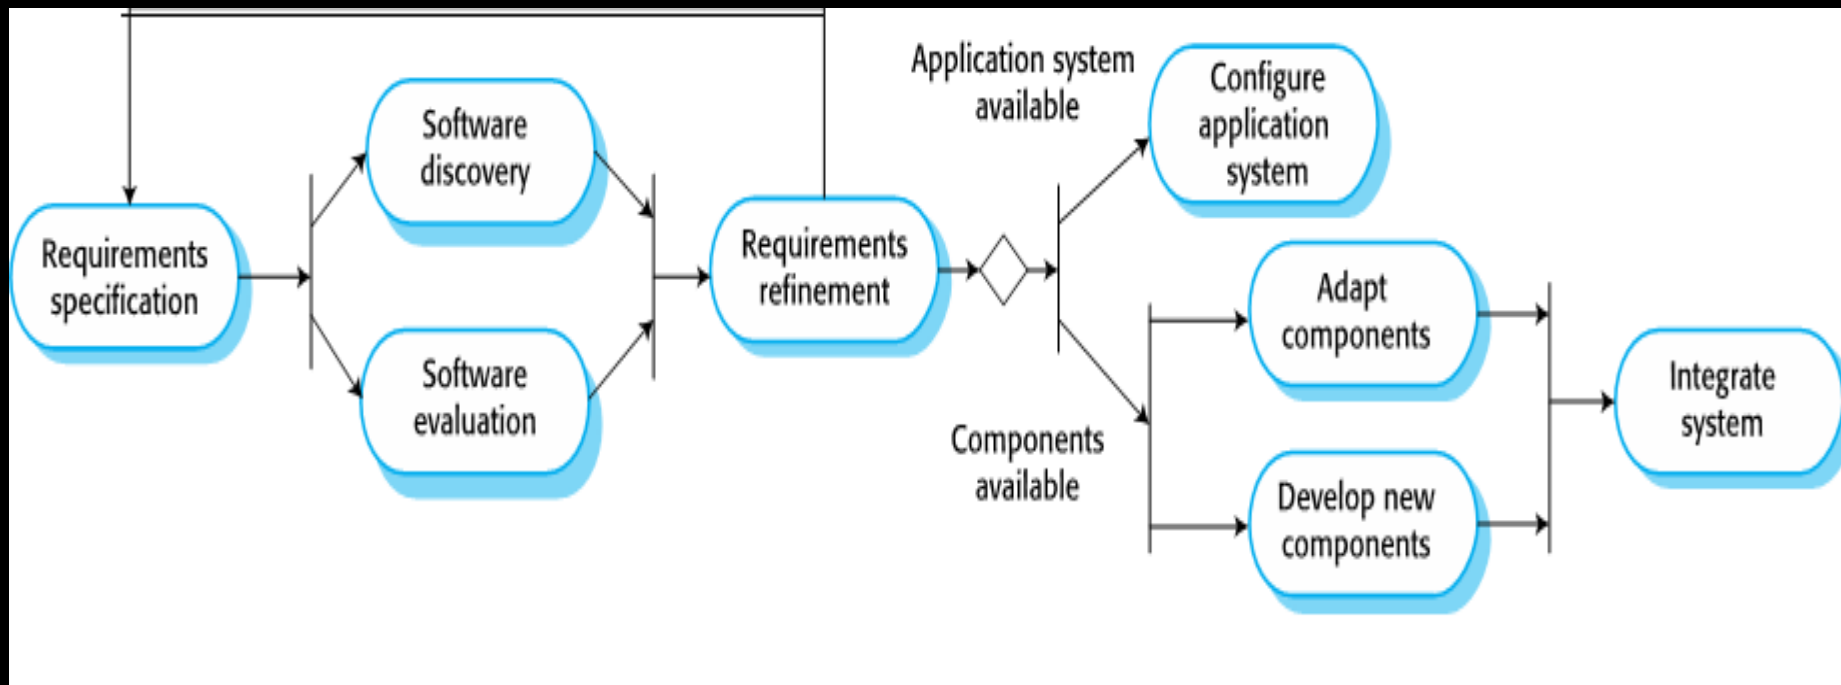 Requirements
specification
Software
discovery
Software
evaluation
Requirements
refinement
Application system
available
Configure
application
system
Components
available
Adapt
components
Develop new
components
Integrate
system